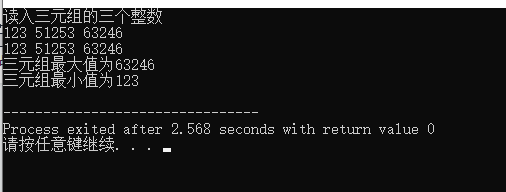 读入三元组的三个整数
123 51253 63246
123 51253 63246
三元组最大值为63246
三元组最小值为123
--------------------------------
Process exited after 2.568 seconds with return value 0
请按任意键继续. . .